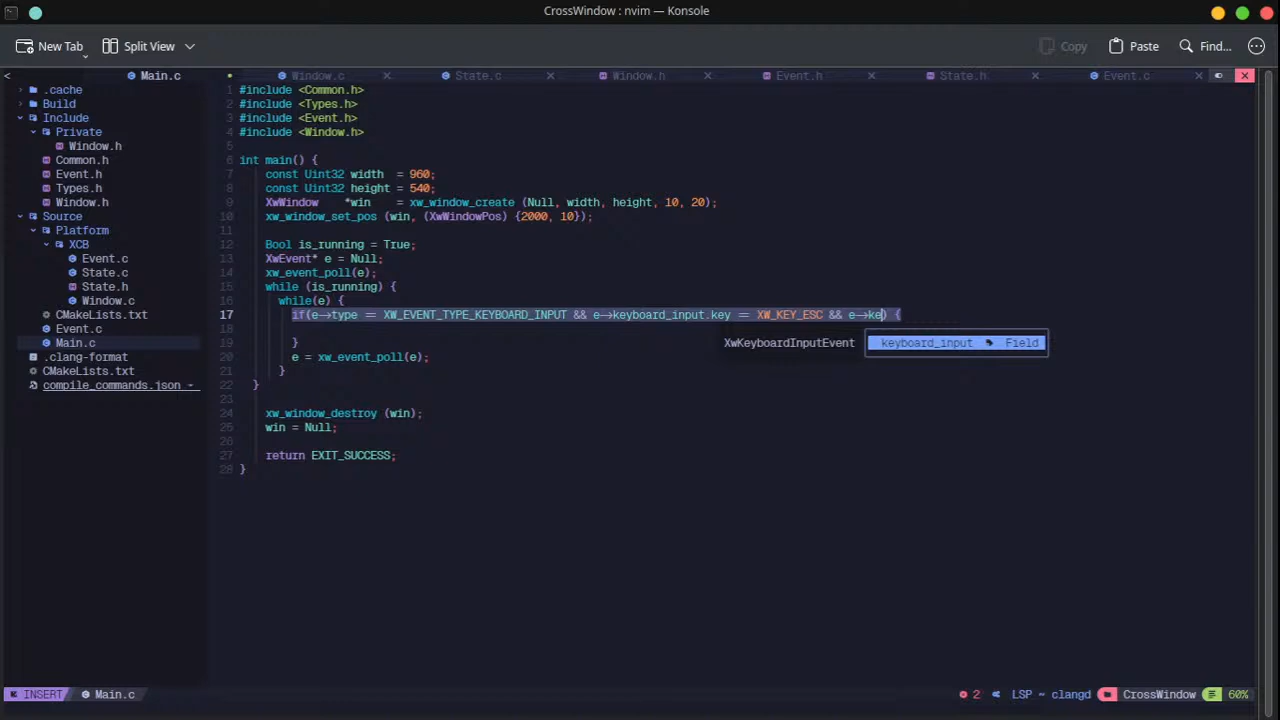 CrossWindow : nvim — Konsole
New Tab
Split View
Copy
Paste
Find...
< Main.c Window.c State.c Window.h Event.h State.h Event.c
.cache
Build
Include
Private
Window.h
Common.h
Event.h
Types.h
Window.h
Source
Platform
XCB
Event.c
State.c
State.h
Window.c
CMakeLists.txt
Event.c
Main.c
.clang-format
CMakeLists.txt
compile_commands.json
1 #include <Common.h>
2 #include <Types.h>
3 #include <Event.h>
4 #include <Window.h>
5
6 int main() {
7 const Uint32 width = 960;
8 const Uint32 height = 540;
9 XwWindow *win = xw_window_create (Null, width, height, 10, 20);
10 xw_window_set_pos (win, (XwWindowPos) {2000, 10});
11
12 Bool is_running = True;
13 XwEvent* e = Null;
14 xw_event_poll(e);
15 while (is_running) {
16 while(e) {
17 if(e->type == XW_EVENT_TYPE_KEYBOARD_INPUT && e->keyboard_input.key == XW_KEY_ESC && e->ke) {
18
19 }
20 e = xw_event_poll(e);
21 }
22 }
23
24 xw_window_destroy (win);
25 win = Null;
26
27 return EXIT_SUCCESS;
28 }
XwKeyboardInputEvent keyboard_input Field
INSERT Main.c
2 LSP ~ clangd CrossWindow 60%